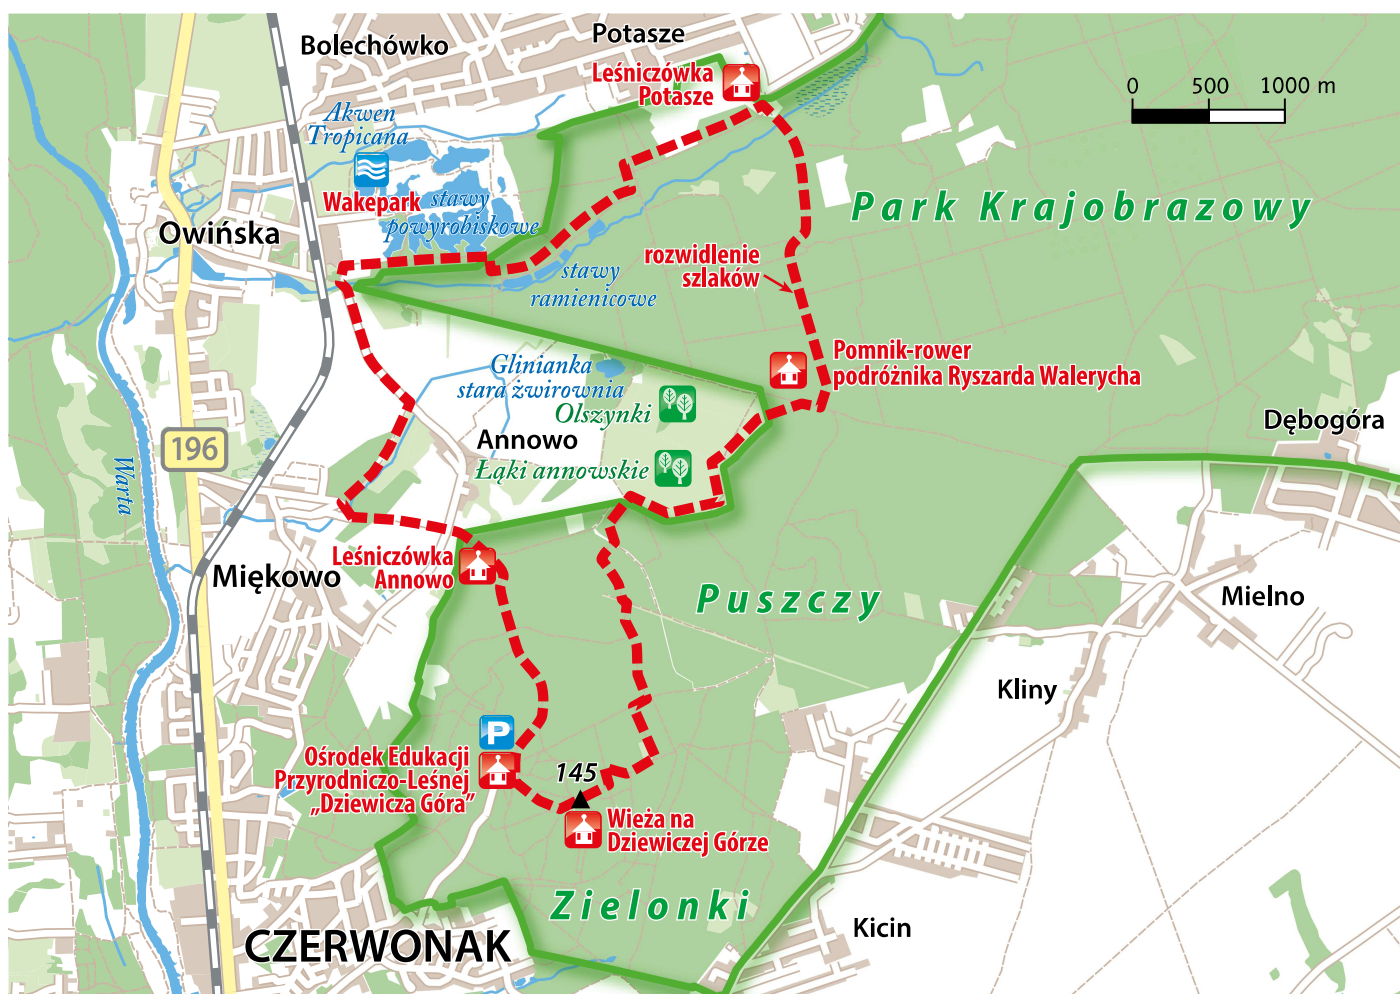 Bolechówko
Potasze
Leśniczówka
Potasze
0 500 1000 m
Akwen
Tropicana
Wakepark
stawy
powyrobiskowe
Owińska
Park Krajobrazowy
rozwidlenie
szlaków
stawy
ramienicowe
Glinianka
stara żwirownia
Olszynki
Pomnik-rower
podróżnika Ryszarda Walerycha
Dębogóra
196
Annowo
Łąki annowskie
Warta
Leśniczówka
Annowo
Miękowo
Puszczy
Mielno
Kliny
P
Ośrodek Edukacji
Przyrodniczo-Leśnej
„Dziewicza Góra”
145
Wieża na
Dziewiczej Górze
Zielonki
Kicin
CZERWONAK